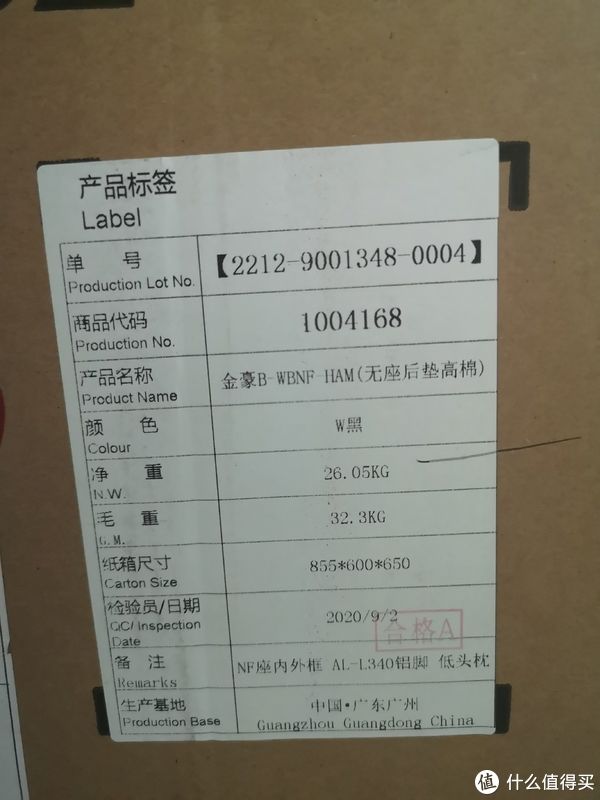 产品标签
Label
单 号
Production Lot No.
【2212-9001348-0004】
商品代码
Production No.
1004168
产品名称
Product Name
金豪B-WBNF-HAM(无座后垫高棉)
颜 色
Colour
W黑
净 重
N.W.
26.05KG
毛 重
G.M.
32.3KG
纸箱尺寸
Carton Size
855*600*650
检验员/日期
QC/ Inspection
Date
2020/9/2
合格A
备 注
Remarks
NF座内外框 AL-L340铝脚 低头枕
生产基地
Production Base
中国·广东广州
Guangzhou Guangdong China
值 什么值得买